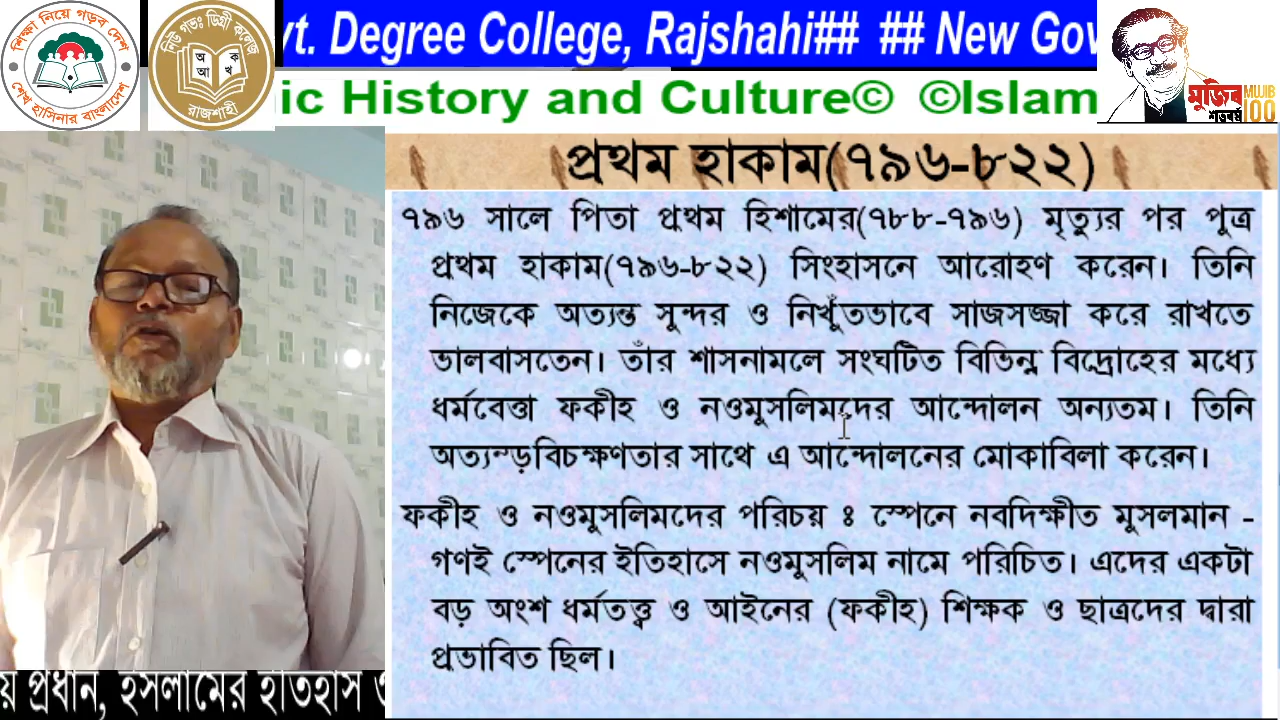 শিক্ষা নিয়ে গড়ব দেশ
শেখ হাসিনার বাংলাদেশ
নিউ গভঃ ডিগ্রী কলেজ
অ ক
আ খ
রাজশাহী
vt. Degree College, Rajshahi## ## New Gov
ic History and Culture© ©Islam
মুজিব
শতবর্ষ
MUJIB
100
প্রথম হাকাম(৭৯৬-৮২২)
৭৯৬ সালে পিতা প্রথম হিশামের(৭৮৮-৭৯৬) মৃত্যুর পর পুত্র
প্রথম হাকাম(৭৯৬-৮২২) সিংহাসনে আরোহণ করেন। তিনি
নিজেকে অত্যন্ত সুন্দর ও নিখুঁতভাবে সাজসজ্জা করে রাখতে
ভালবাসতেন। তাঁর শাসনামলে সংঘটিত বিভিন্ন বিদ্রোহের মধ্যে
ধর্মবেত্তা ফকীহ ও নওমুসলিমদের আন্দোলন অন্যতম। তিনি
অত্যন্ড়বিচক্ষণতার সাথে এ আন্দোলনের মোকাবিলা করেন।
ফকীহ ও নওমুসলিমদের পরিচয় ঃ স্পেনে নবদিক্ষীত মুসলমান -
গণই স্পেনের ইতিহাসে নওমুসলিম নামে পরিচিত। এদের একটা
বড় অংশ ধর্মতত্ত্ব ও আইনের (ফকীহ) শিক্ষক ও ছাত্রদের দ্বারা
প্রভাবিত ছিল।
য় প্রধান, ইসলামের ইতিহাস ও